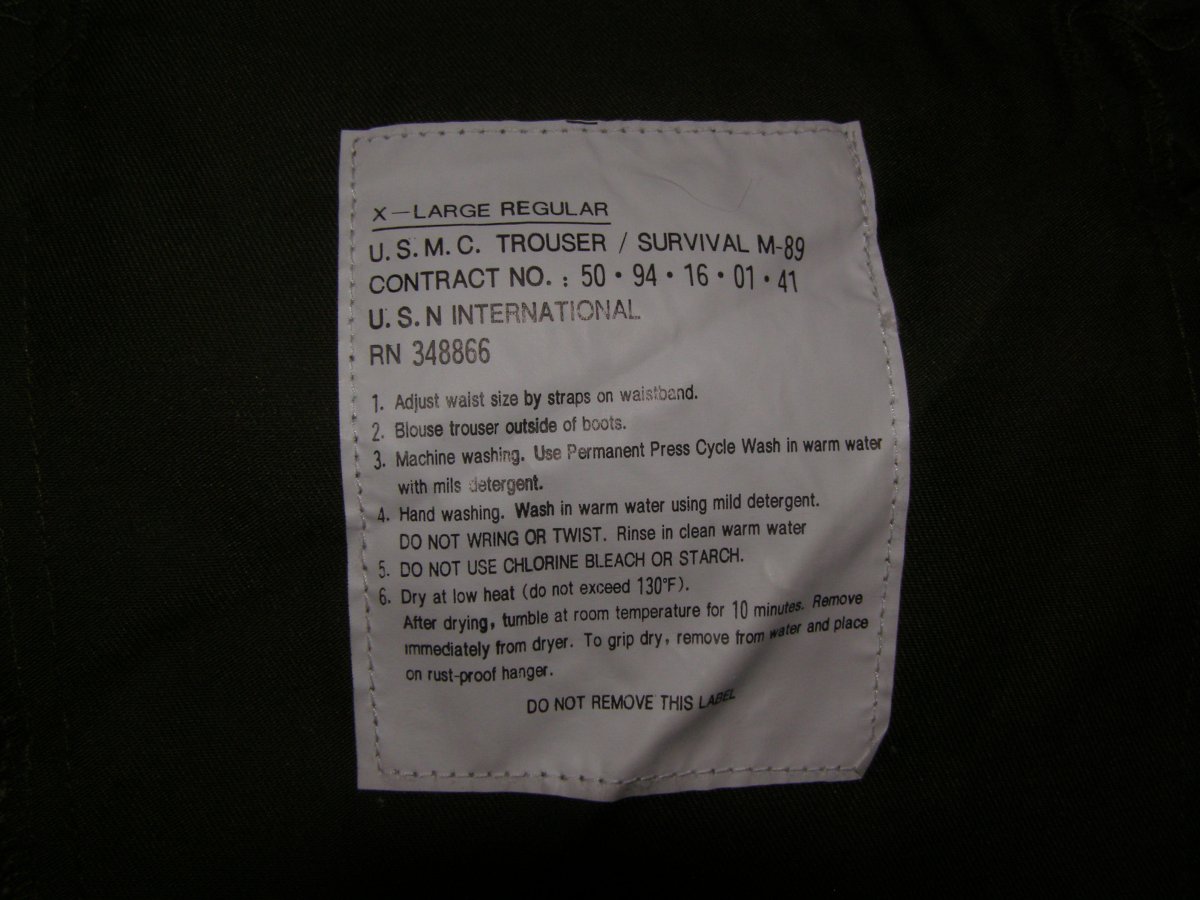 X-LARGE REGULAR
U.S.M.C. TROUSER / SURVIVAL M-89
CONTRACT NO. : 50 · 94 · 16 · 01 · 41
U.S.N INTERNATIONAL
RN 348866
1. Adjust waist size by straps on waistband.
2. Blouse trouser outside of boots.
3. Machine washing. Use Permanent Press Cycle Wash in warm water
with mils detergent.
4. Hand washing. Wash in warm water using mild detergent.
DO NOT WRING OR TWIST. Rinse in clean warm water
5. DO NOT USE CHLORINE BLEACH OR STARCH.
6. Dry at low heat (do not exceed 130°F).
After drying, tumble at room temperature for 10 minutes. Remove
immediately from dryer. To grip dry, remove from water and place
on rust-proof hanger.
DO NOT REMOVE THIS LABEL